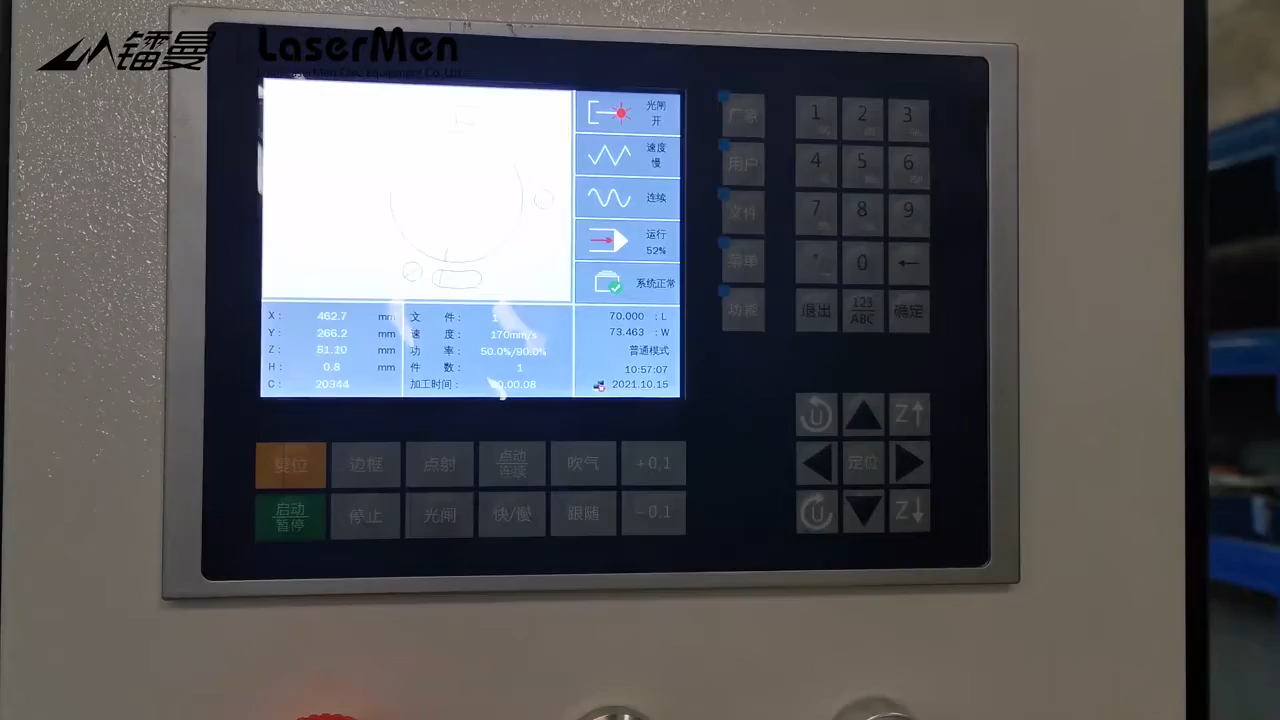 镭曼
LaserMen
光闸
开
速度
慢
连续
运行
52%
系统正常
X: 462.7 mm
Y: 266.2 mm
Z: 81.20 mm
H: 0.8 mm
C: 20344
文 件: 1
速 度: 170mm/s
功 率: 50.0%/90.0%
件 数: 1
加工时间: 00.00.08
70.000 : L
73.463 : W
普通模式
10:57:07
2021.10.15
厂家
用户
文件
菜单
功能
1 2 3
4 5 6
7 8 9
0 ←
退出 123/ABC 确定
复位 边框 点射 点动/连续 吹气 +0.1
启动/暂停 停止 光闸 快/慢 跟随 -0.1
U Z↑
定位
U Z↓